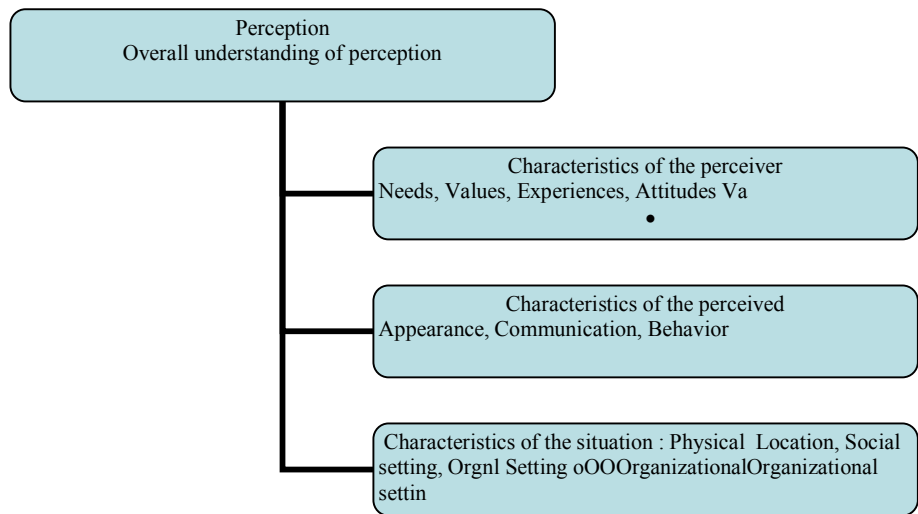 Perception
Overall understanding of perception
Characteristics of the perceiver
Needs, Values, Experiences, Attitudes Va
•
Characteristics of the perceived
Appearance, Communication, Behavior
Characteristics of the situation : Physical Location, Social
setting, Orgnl Setting oOOOrganizationalOrganizational
settin